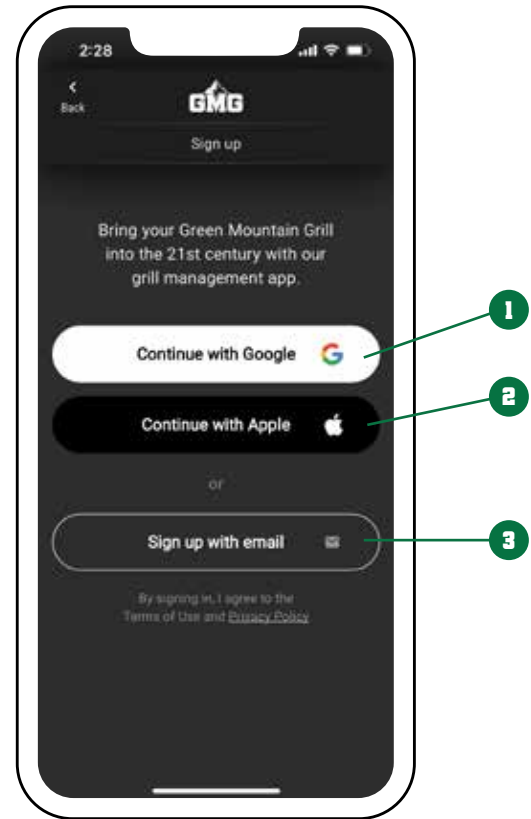 2:28
Back
GMG
Sign up
Bring your Green Mountain Grill
into the 21st century with our
grill management app.
Continue with Google
1
Continue with Apple
2
or
Sign up with email
3
By signing in, I agree to the
Terms of Use and Privacy Policy